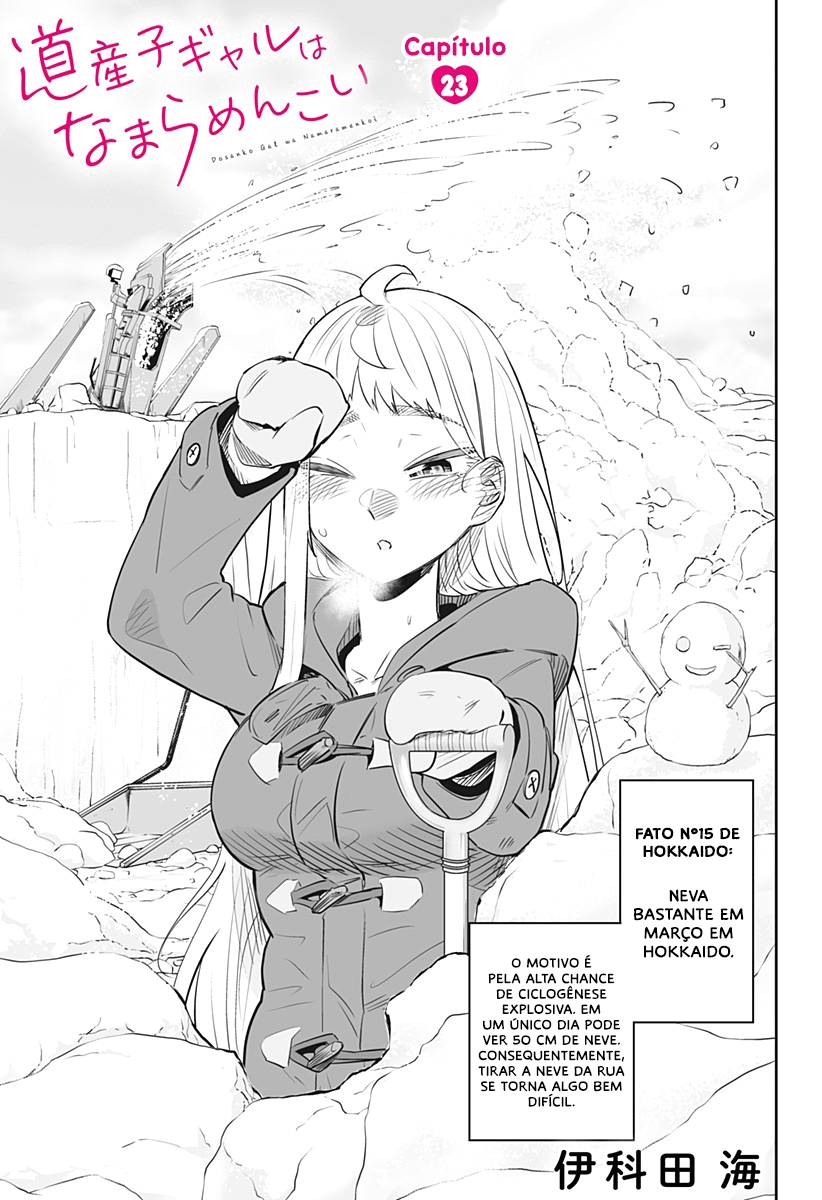 道産子ギャルは
なまらめんこい
Dosanko Gal wa Namaramenkoi
Capítulo
23
FATO Nº15 DE
HOKKAIDO:
NEVA
BASTANTE EM
MARÇO EM
HOKKAIDO.
O MOTIVO É
PELA ALTA CHANCE
DE CICLOGÊNESE
EXPLOSIVA. EM
UM ÚNICO DIA PODE
VER 50 CM DE NEVE.
CONSEQUENTEMENTE,
TIRAR A NEVE DA RUA
SE TORNA ALGO BEM
DIFÍCIL.
伊科田 海